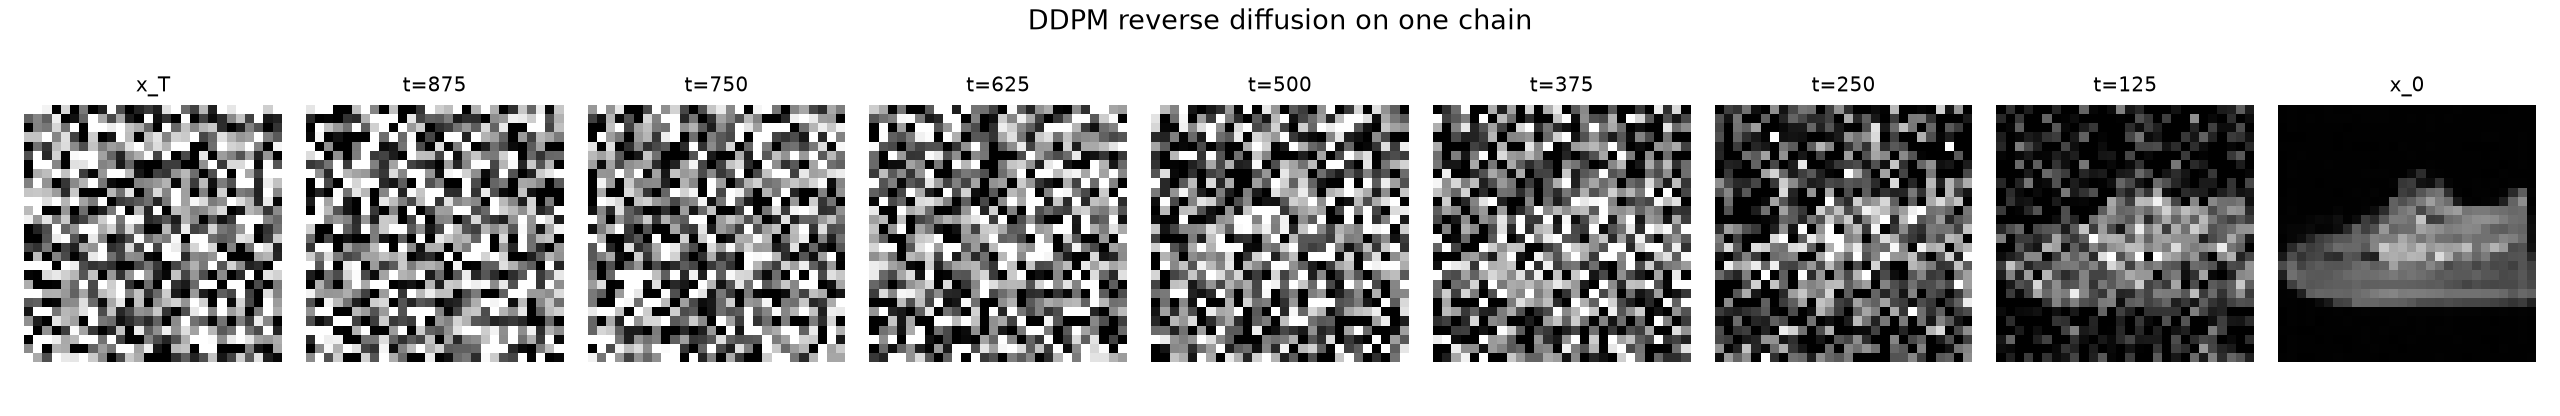 DDPM reverse diffusion on one chain
x_T t=875 t=750 t=625 t=500 t=375 t=250 t=125 x_0